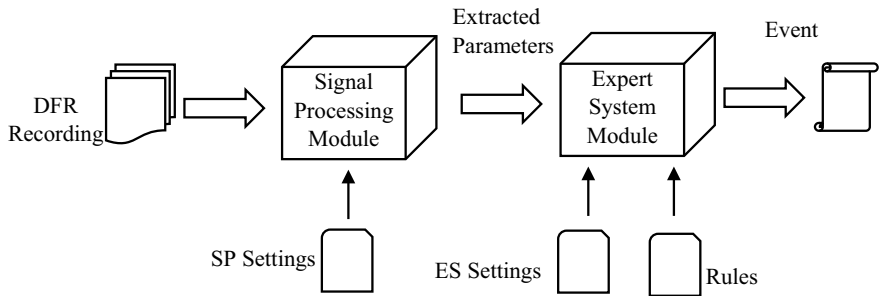 DFR
Recording
Signal
Processing
Module
Extracted
Parameters
Expert
System
Module
Event
SP Settings
ES Settings
Rules